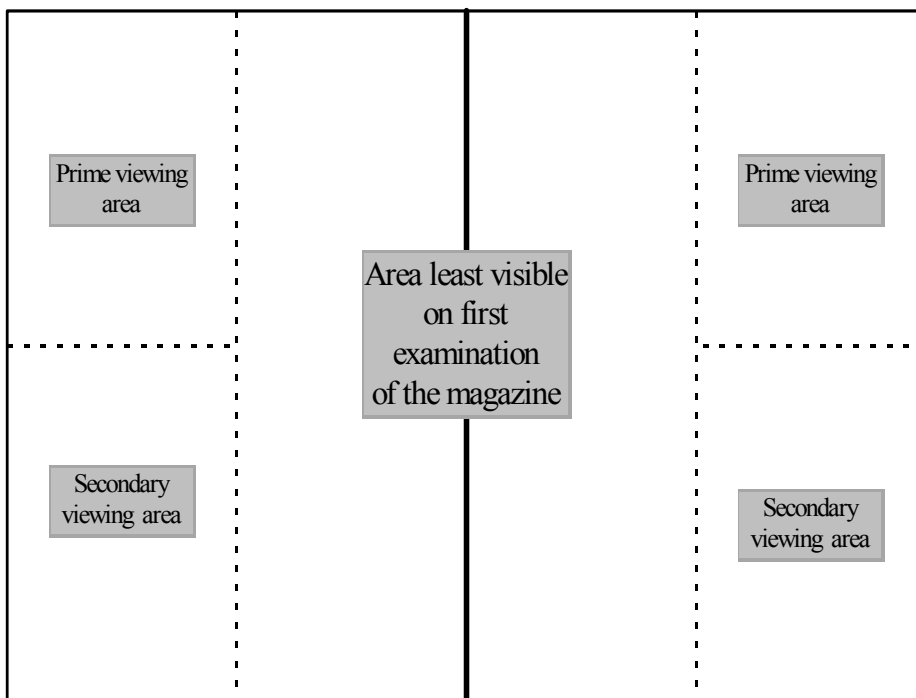 Prime viewing
area
Prime viewing
area
Area least visible
on first
examination
of the magazine
Secondary
viewing area
Secondary
viewing area